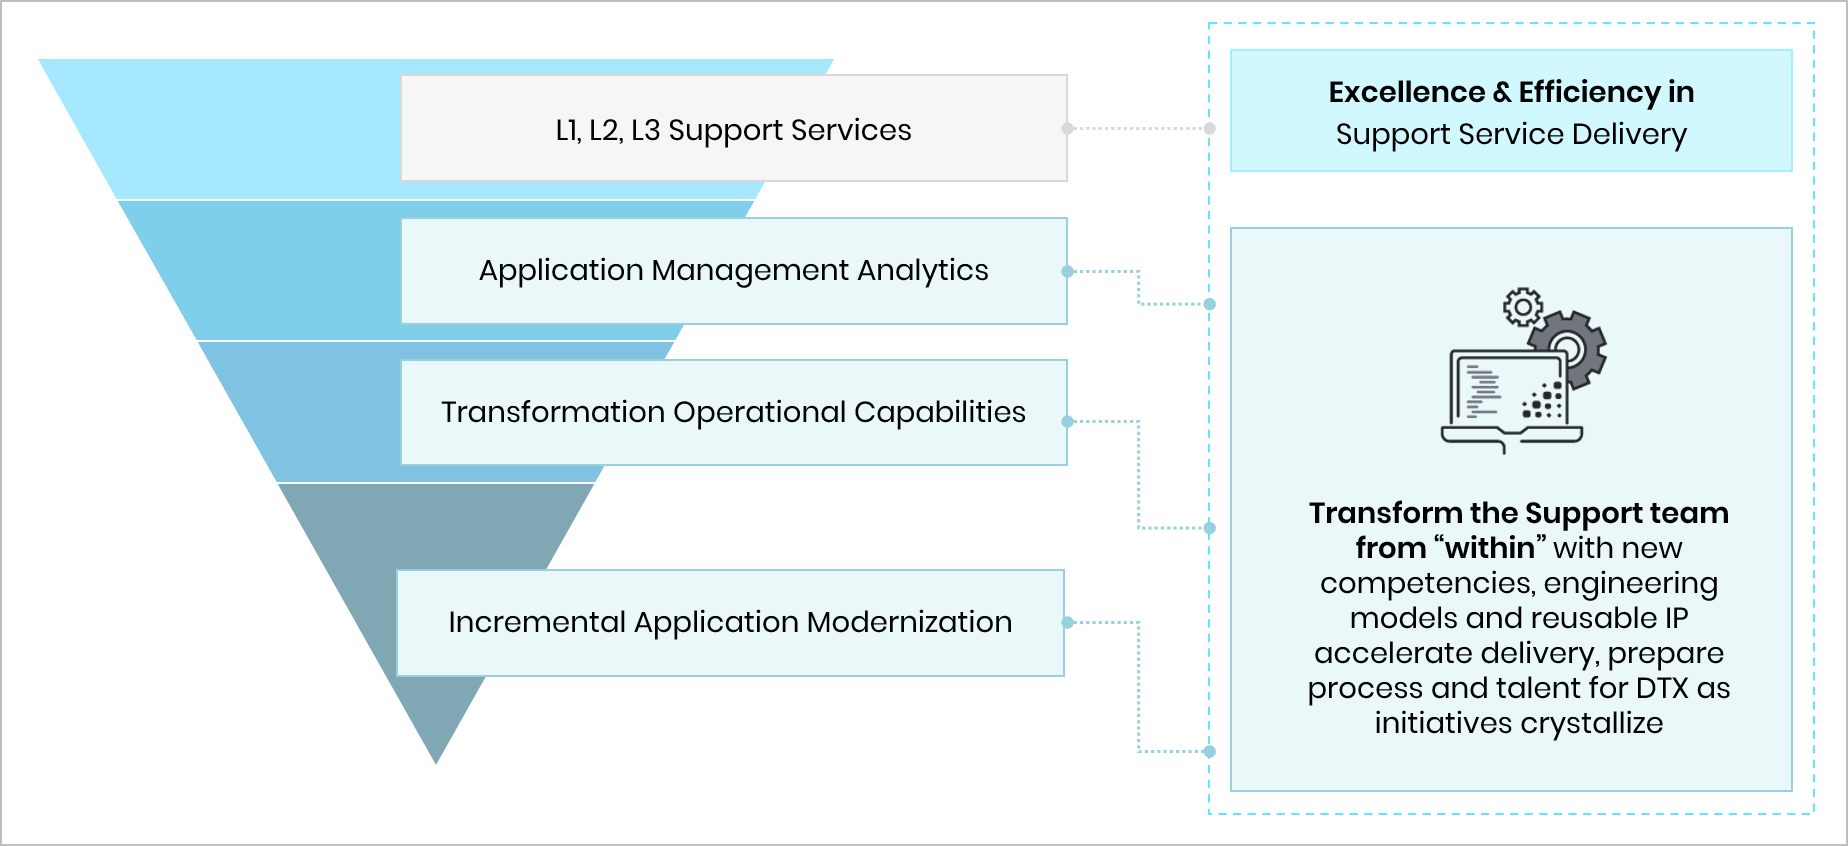 L1, L2, L3 Support Services
Application Management Analytics
Transformation Operational Capabilities
Incremental Application Modernization
Excellence & Efficiency in
Support Service Delivery
Transform the Support team
from “within” with new
competencies, engineering
models and reusable IP
accelerate delivery, prepare
process and talent for DTX as
initiatives crystallize